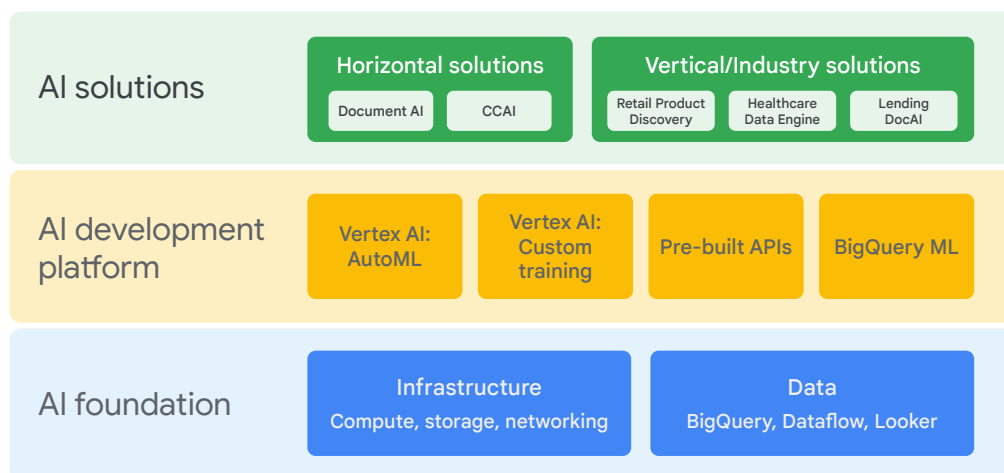 AI solutions
Horizontal solutions
Document AI
CCAI
Vertical/Industry solutions
Retail Product
Discovery
Healthcare
Data Engine
Lending
DocAI
AI development
platform
Vertex AI:
AutoML
Vertex AI:
Custom
training
Pre-built APIs
BigQuery ML
AI foundation
Infrastructure
Compute, storage, networking
Data
BigQuery, Dataflow, Looker